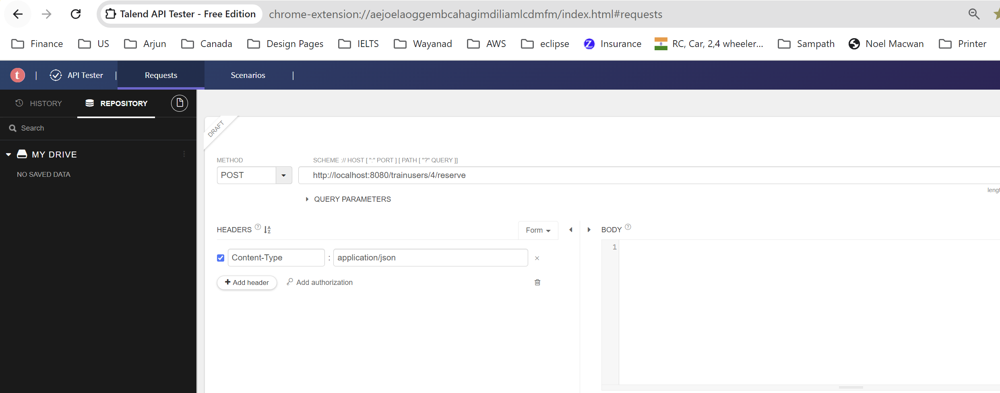 Talend API Tester - Free Edition chrome-extension://aejoelaoggembcahagimdiliamlcdmfm/index.html#requests
Finance US Arjun Canada Design Pages IELTS Wayanad AWS eclipse Insurance RC, Car, 2,4 wheeler... Sampath Noel Macwan Printer
t | API Tester | Requests Scenarios |
HISTORY REPOSITORY
Search
DRAFT
MY DRIVE
METHOD SCHEME :// HOST [ ":" PORT ] [ PATH [ "?" QUERY ]]
NO SAVED DATA
POST http://localhost:8080/trainusers/4/reserve
QUERY PARAMETERS
HEADERS ? Form BODY ?
1
Content-Type : application/json
Add header Add authorization